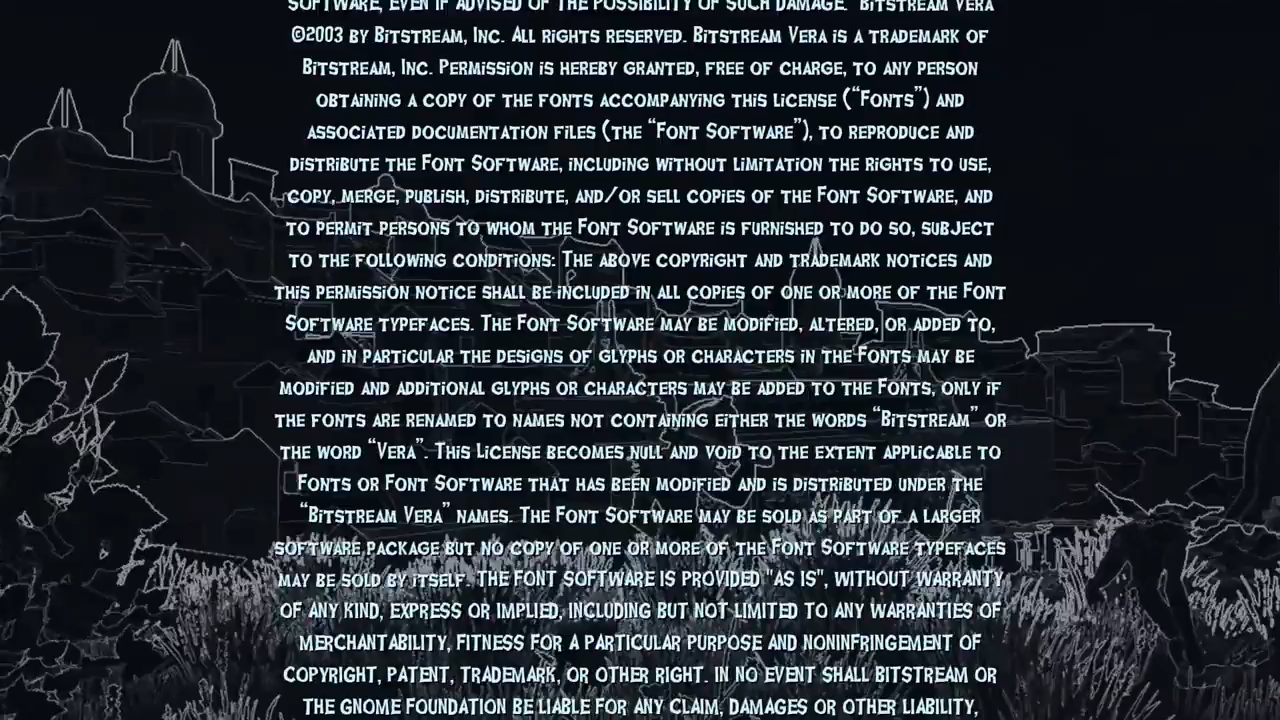 SOFTWARE, EVEN IF ADVISED OF THE POSSIBILITY OF SUCH DAMAGE. BITSTREAM VERA
©2003 BY BITSTREAM, INC. ALL RIGHTS RESERVED. BITSTREAM VERA IS A TRADEMARK OF
BITSTREAM, INC. PERMISSION IS HEREBY GRANTED, FREE OF CHARGE, TO ANY PERSON
OBTAINING A COPY OF THE FONTS ACCOMPANYING THIS LICENSE (“FONTS”) AND
ASSOCIATED DOCUMENTATION FILES (THE “FONT SOFTWARE”), TO REPRODUCE AND
DISTRIBUTE THE FONT SOFTWARE, INCLUDING WITHOUT LIMITATION THE RIGHTS TO USE,
COPY, MERGE, PUBLISH, DISTRIBUTE, AND/OR SELL COPIES OF THE FONT SOFTWARE, AND
TO PERMIT PERSONS TO WHOM THE FONT SOFTWARE IS FURNISHED TO DO SO, SUBJECT
TO THE FOLLOWING CONDITIONS: THE ABOVE COPYRIGHT AND TRADEMARK NOTICES AND
THIS PERMISSION NOTICE SHALL BE INCLUDED IN ALL COPIES OF ONE OR MORE OF THE FONT
SOFTWARE TYPEFACES. THE FONT SOFTWARE MAY BE MODIFIED, ALTERED, OR ADDED TO,
AND IN PARTICULAR THE DESIGNS OF GLYPHS OR CHARACTERS IN THE FONTS MAY BE
MODIFIED AND ADDITIONAL GLYPHS OR CHARACTERS MAY BE ADDED TO THE FONTS, ONLY IF
THE FONTS ARE RENAMED TO NAMES NOT CONTAINING EITHER THE WORDS “BITSTREAM” OR
THE WORD “VERA”. THIS LICENSE BECOMES NULL AND VOID TO THE EXTENT APPLICABLE TO
FONTS OR FONT SOFTWARE THAT HAS BEEN MODIFIED AND IS DISTRIBUTED UNDER THE
“BITSTREAM VERA” NAMES. THE FONT SOFTWARE MAY BE SOLD AS PART OF A LARGER
SOFTWARE PACKAGE BUT NO COPY OF ONE OR MORE OF THE FONT SOFTWARE TYPEFACES
MAY BE SOLD BY ITSELF. THE FONT SOFTWARE IS PROVIDED "AS IS", WITHOUT WARRANTY
OF ANY KIND, EXPRESS OR IMPLIED, INCLUDING BUT NOT LIMITED TO ANY WARRANTIES OF
MERCHANTABILITY, FITNESS FOR A PARTICULAR PURPOSE AND NONINFRINGEMENT OF
COPYRIGHT, PATENT, TRADEMARK, OR OTHER RIGHT. IN NO EVENT SHALL BITSTREAM OR
THE GNOME FOUNDATION BE LIABLE FOR ANY CLAIM, DAMAGES OR OTHER LIABILITY,